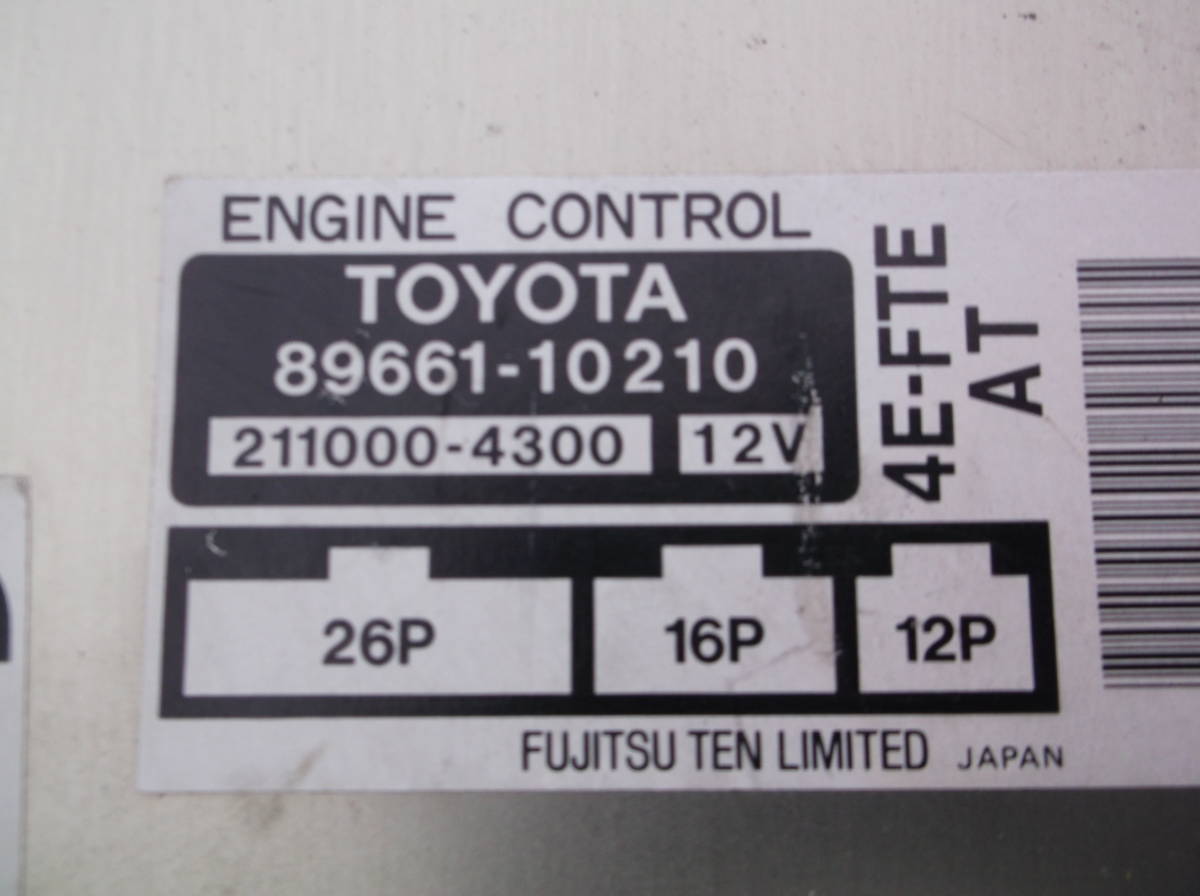 ENGINE CONTROL
TOYOTA
89661-10210
211000-4300 12V
4E-FTE
AT
26P 16P 12P
FUJITSU TEN LIMITED JAPAN